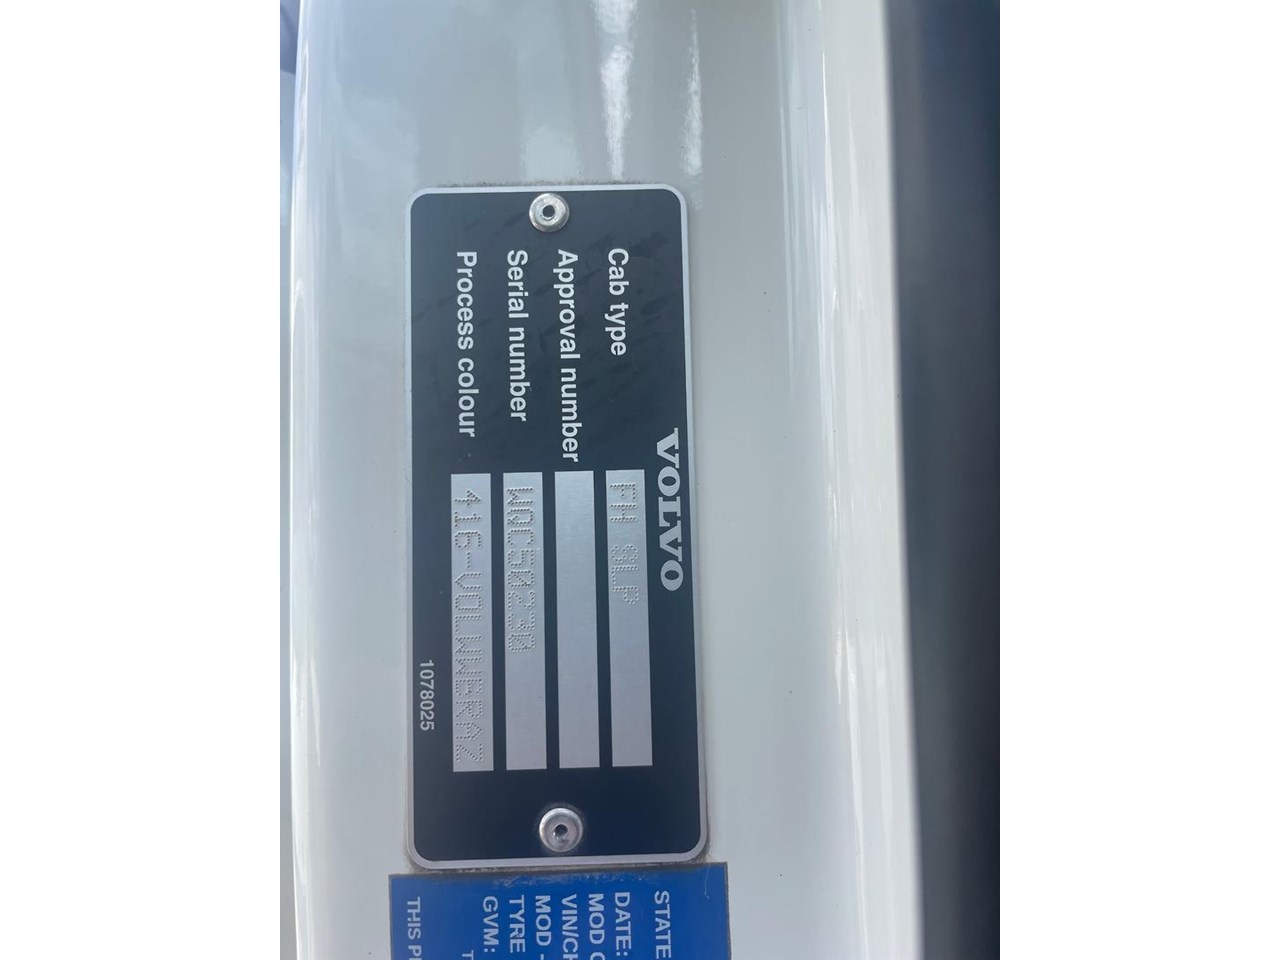 VOLVO
Cab type FH SLP
Approval number
Serial number WQC50230
Process colour 416-VOLWWBRAZ
1078025
STATE
DATE:
MOD
VIN/CH
MOD -
TYRE
GVM:
THIS